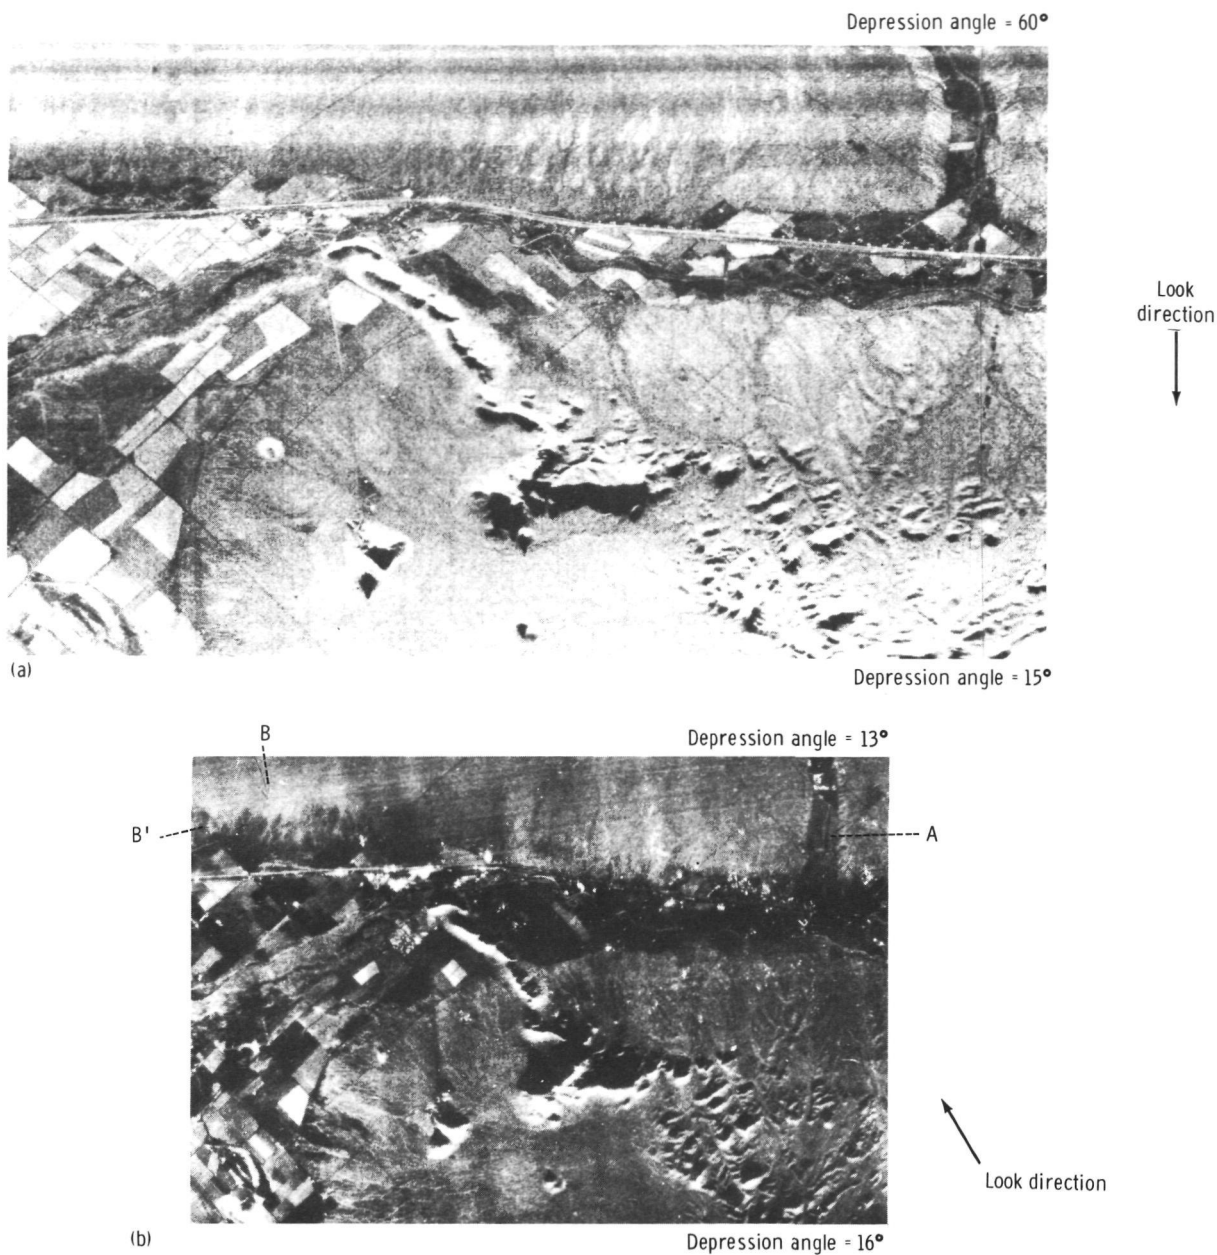 Depression angle = 60°
Look
direction
(a)
Depression angle = 15°
B
Depression angle = 13°
B'
A
Look direction
(b)
Depression angle = 16°